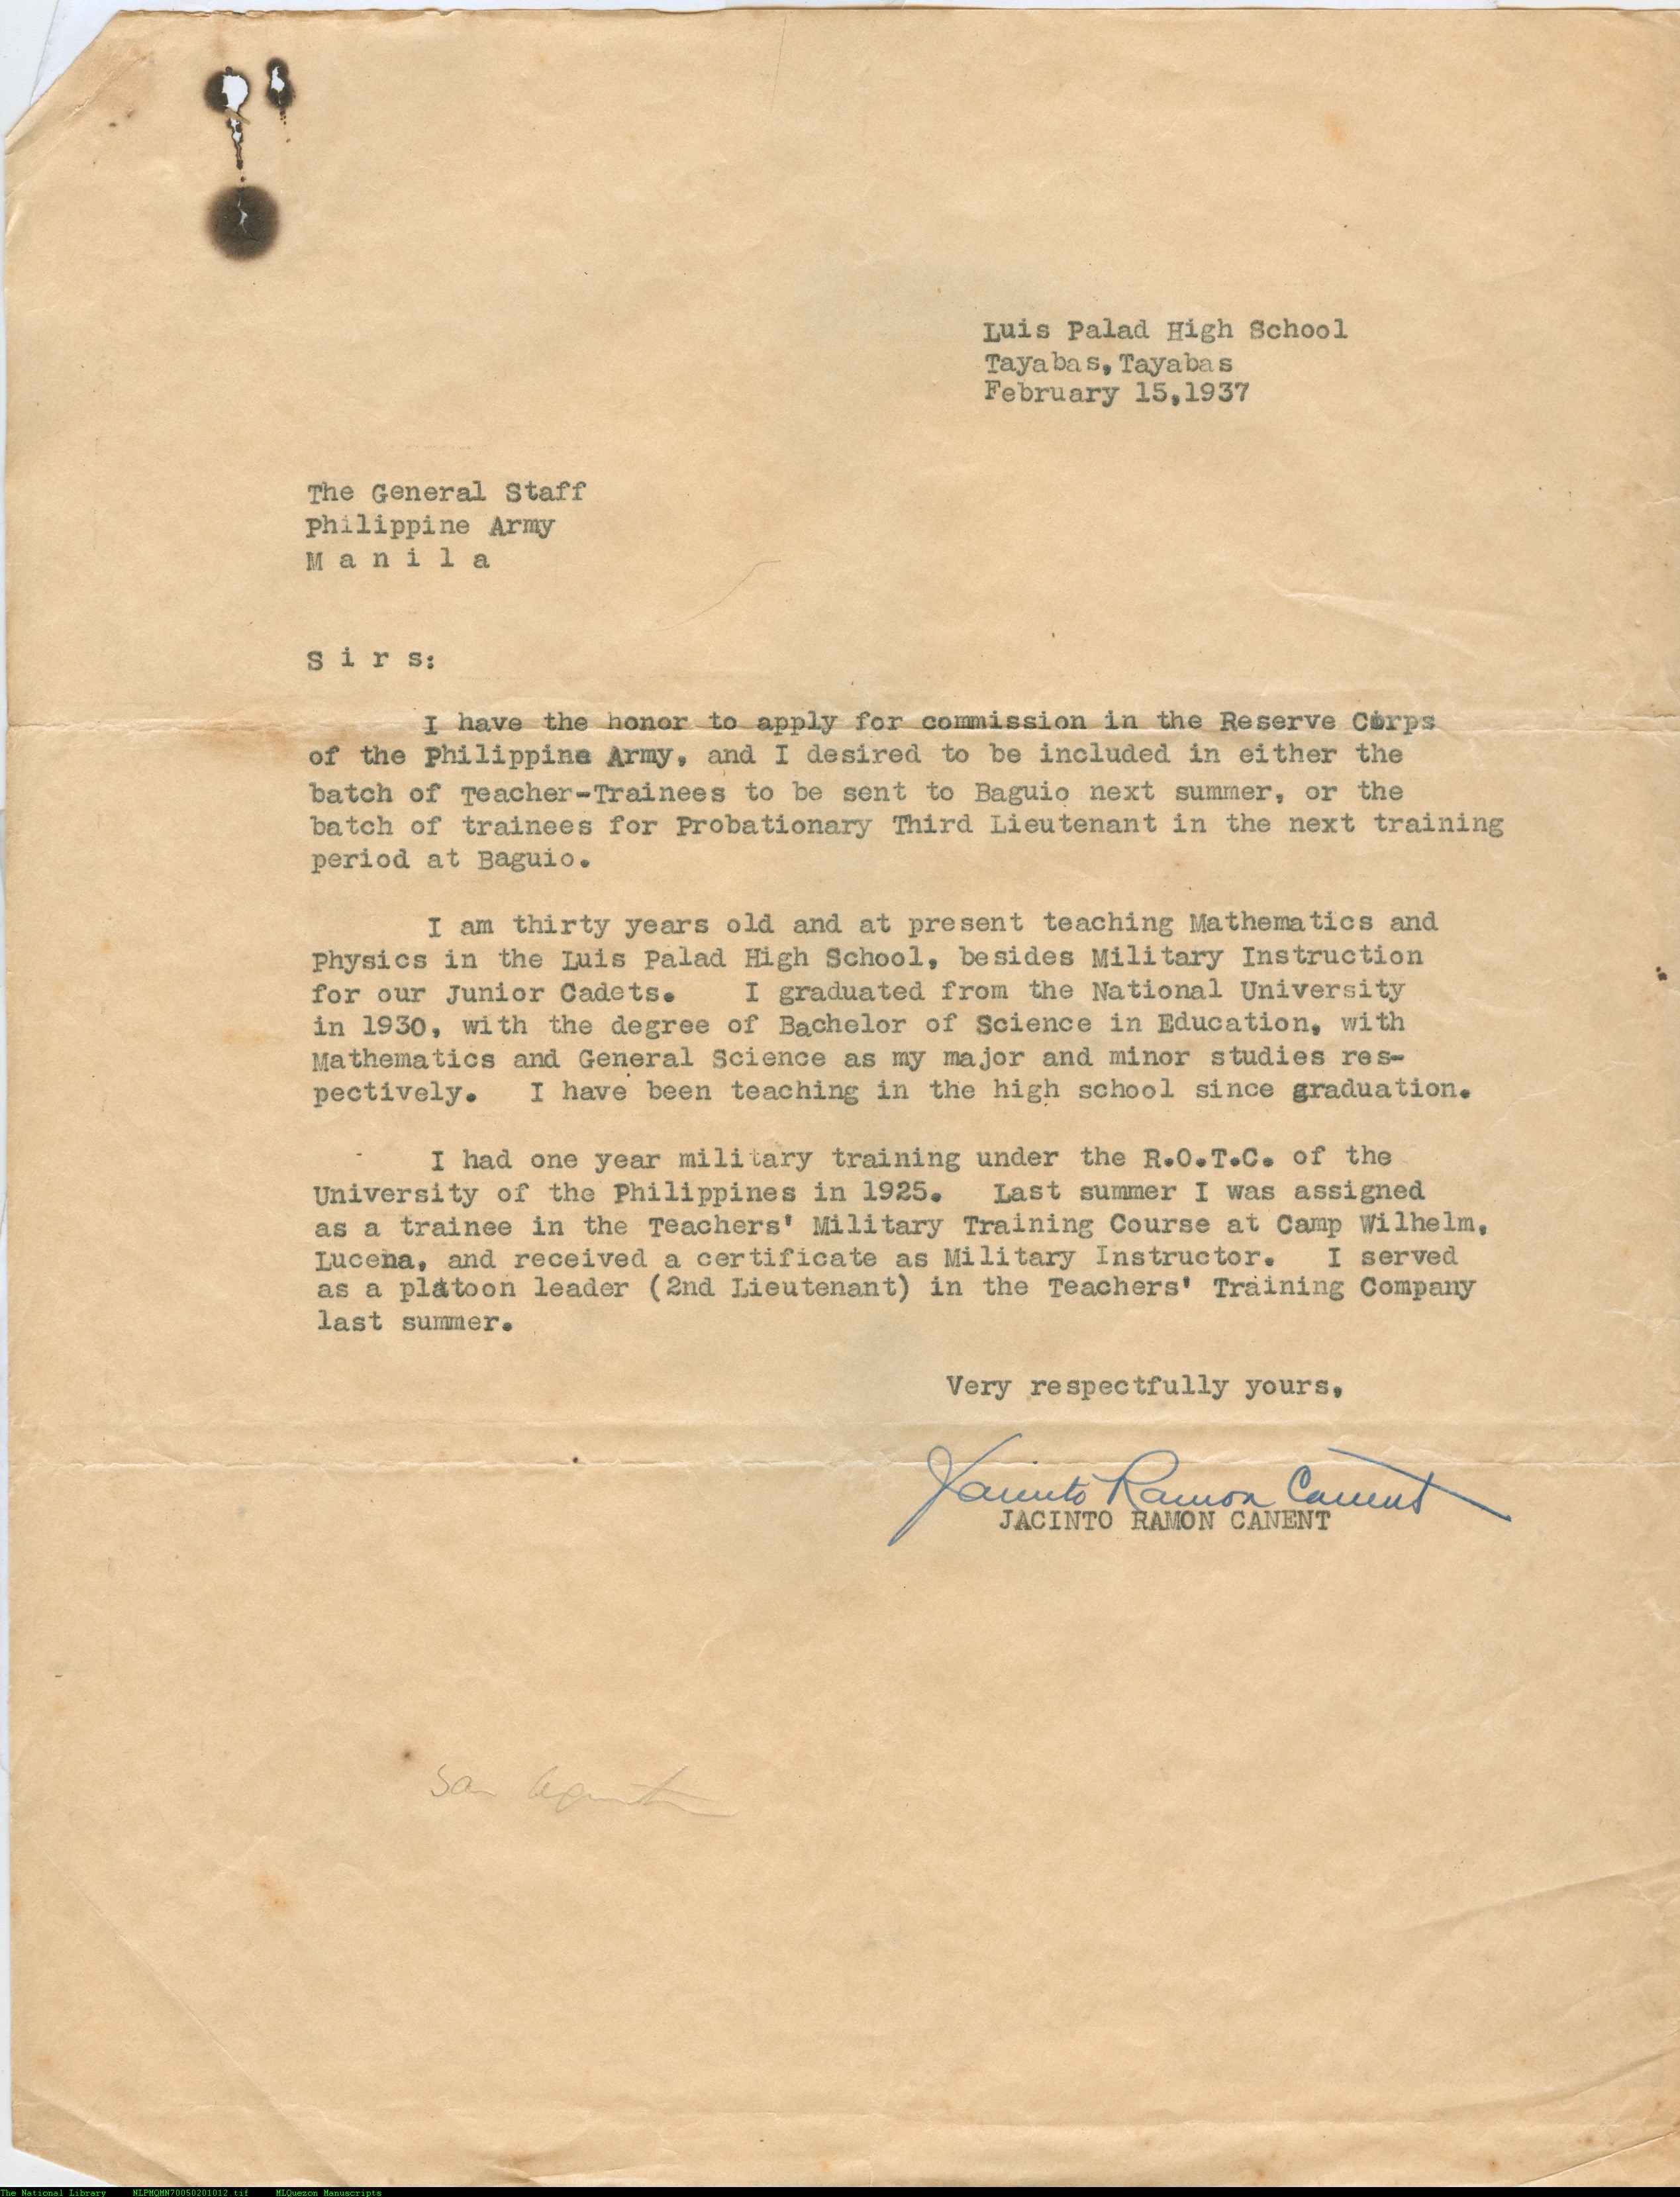 Luis Palad High School
Tayabas, Tayabas
February 15,1937
The General Staff
Philippine Army
M a n i l a
S i r s:
I have the honor to apply for commission in the Reserve Corps
of the Philippine Army, and I desired to be included in either the
batch of Teacher-Trainees to be sent to Baguio next summer, or the
batch of trainees for Probationary Third Lieutenant in the next training
period at Baguio.
I am thirty years old and at present teaching Mathematics and
Physics in the Luis Palad High School, besides Military Instruction
for our Junior Cadets. I graduated from the National University
in 1930, with the degree of Bachelor of Science in Education, with
Mathematics and General Science as my major and minor studies res-
pectively. I have been teaching in the high school since graduation.
I had one year military training under the R.O.T.C. of the
University of the Philippines in 1925. Last summer I was assigned
as a trainee in the Teachers' Military Training Course at Camp Wilhelm,
Lucena, and received a certificate as Military Instructor. I served
as a platoon leader (2nd Lieutenant) in the Teachers' Training Company
last summer.
Very respectfully yours,
Jacinto Ramon Canent
JACINTO RAMON CANENT
San
The National Library NLPMQMN70050201012.tif MLQuezon Manuscripts